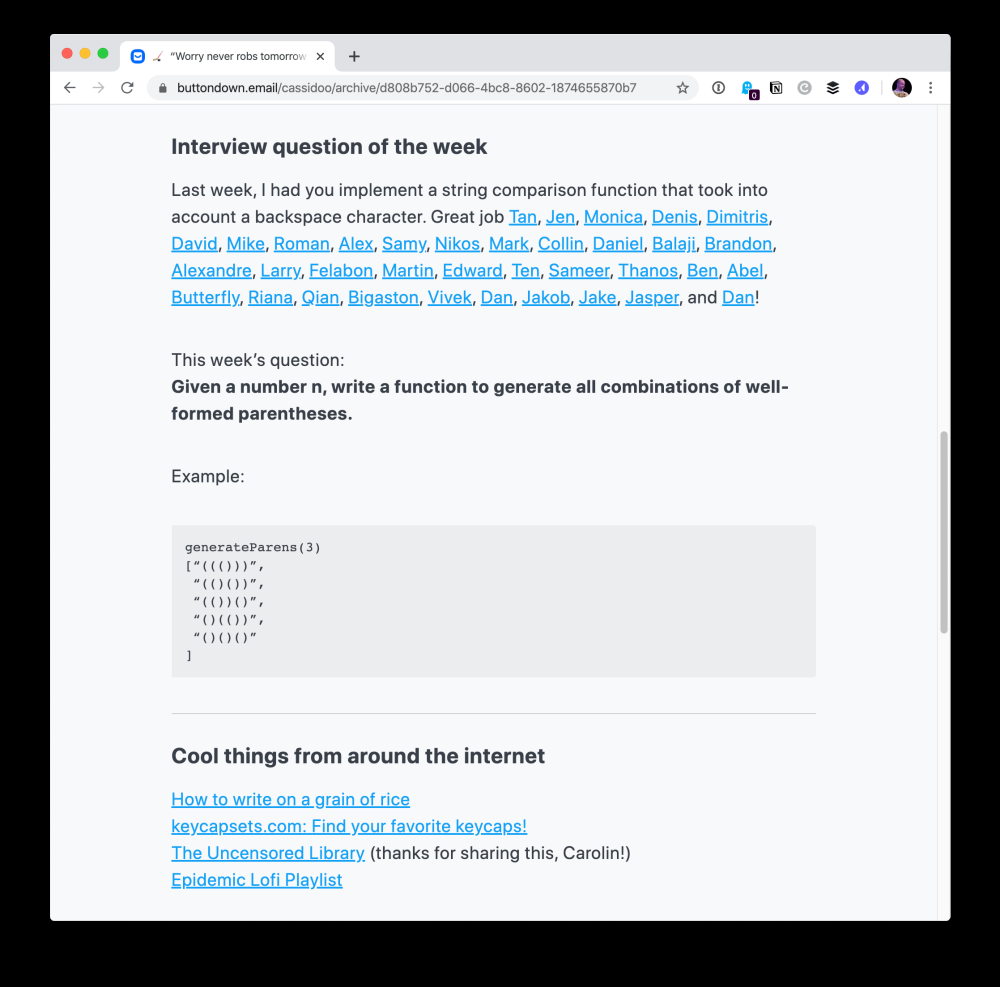 “Worry never robs tomorrow
buttondown.email/cassidoo/archive/d808b752-d066-4bc8-8602-1874655870b7
0
Interview question of the week
Last week, I had you implement a string comparison function that took into
account a backspace character. Great job Tan, Jen, Monica, Denis, Dimitris,
David, Mike, Roman, Alex, Samy, Nikos, Mark, Collin, Daniel, Balaji, Brandon,
Alexandre, Larry, Felabon, Martin, Edward, Ten, Sameer, Thanos, Ben, Abel,
Butterfly, Riana, Qian, Bigaston, Vivek, Dan, Jakob, Jake, Jasper, and Dan!
This week’s question:
Given a number n, write a function to generate all combinations of well-
formed parentheses.
Example:
generateParens(3)
[“((()))”,
“(()())”,
“(())()”,
“()(())”,
“()()()”
]
Cool things from around the internet
How to write on a grain of rice
keycapsets.com: Find your favorite keycaps!
The Uncensored Library (thanks for sharing this, Carolin!)
Epidemic Lofi Playlist